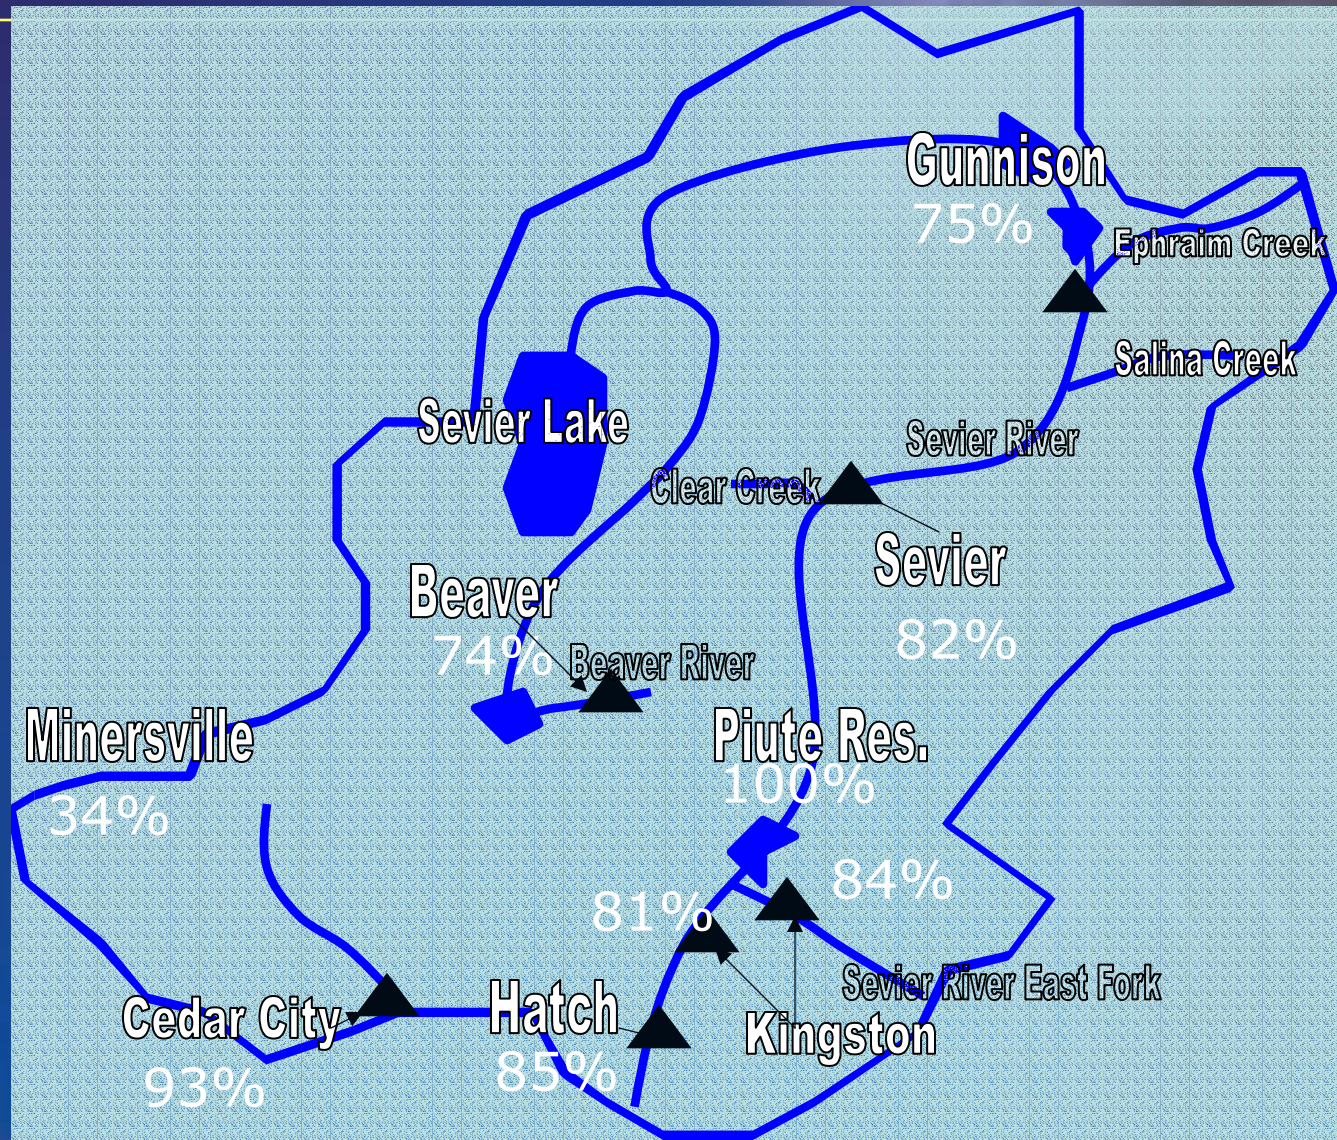 Gunnison
75%
Ephraim Creek
Salina Creek
Sevier Lake
Sevier River
Clear Creek
Sevier
82%
Beaver
74%
Beaver River
Minersville
34%
Piute Res.
100%
84%
81%
Sevier River East Fork
Hatch
85%
Kingston
Cedar City
93%